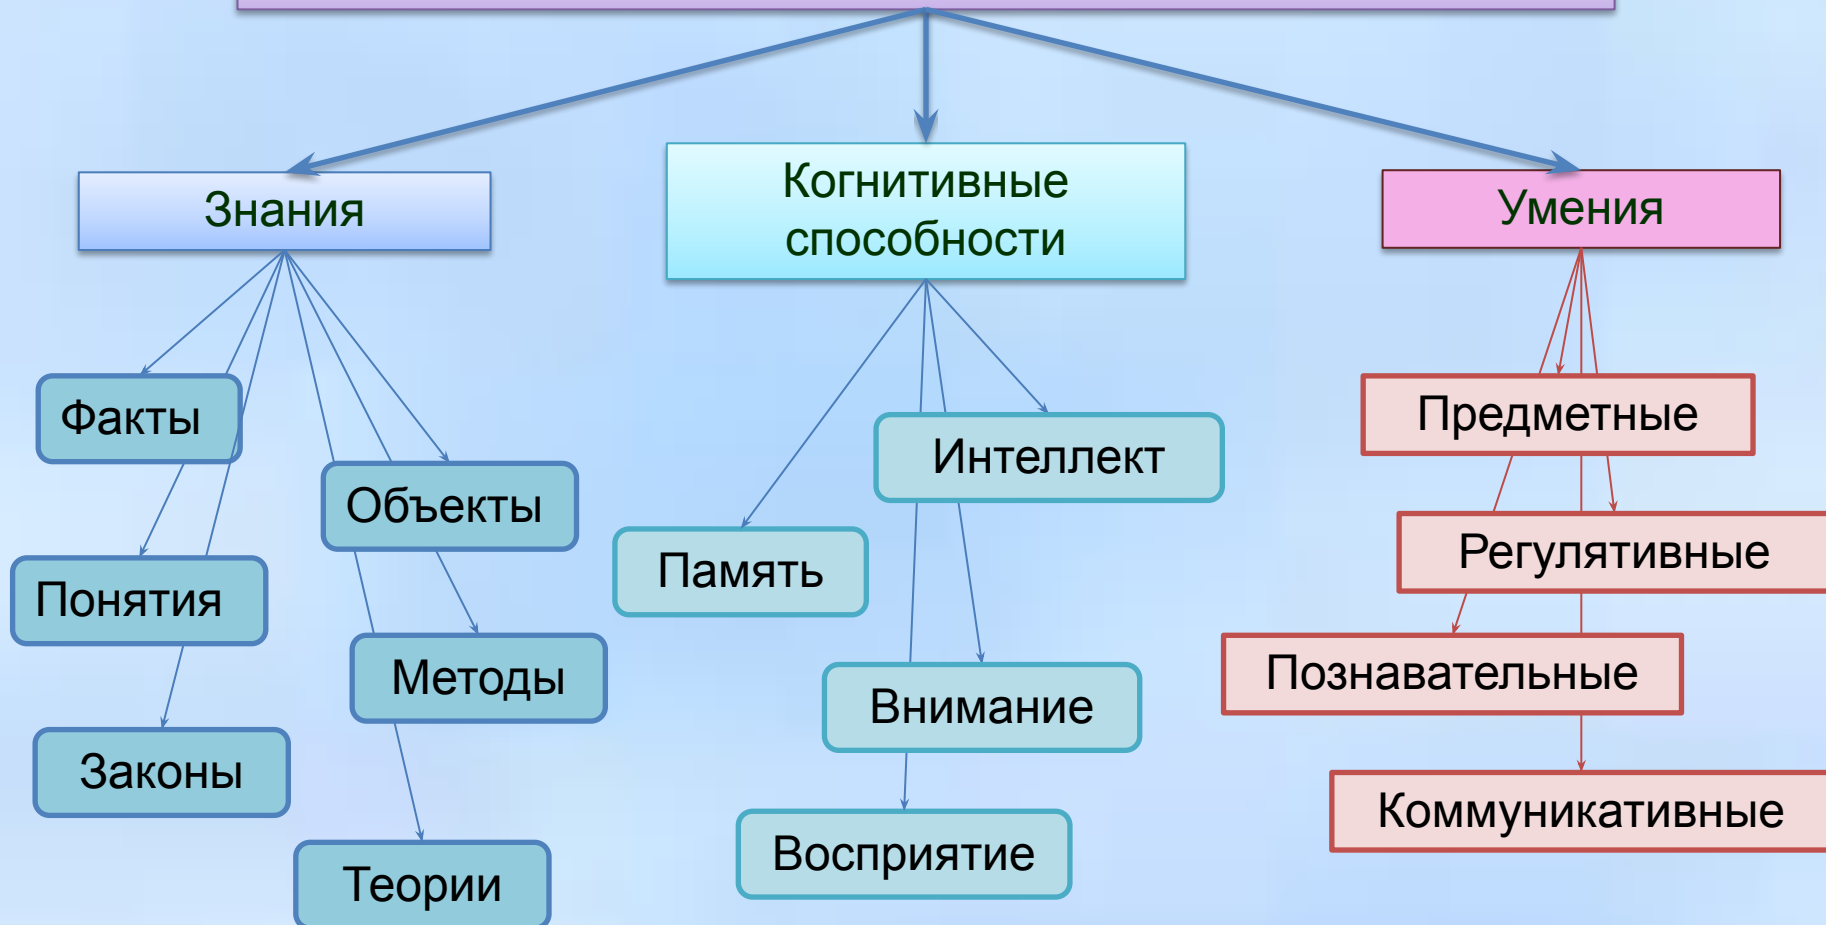 Знания
Когнитивные
способности
Умения
Факты
Объекты
Понятия
Методы
Законы
Теории
Интеллект
Память
Внимание
Восприятие
Предметные
Регулятивные
Познавательные
Коммуникативные